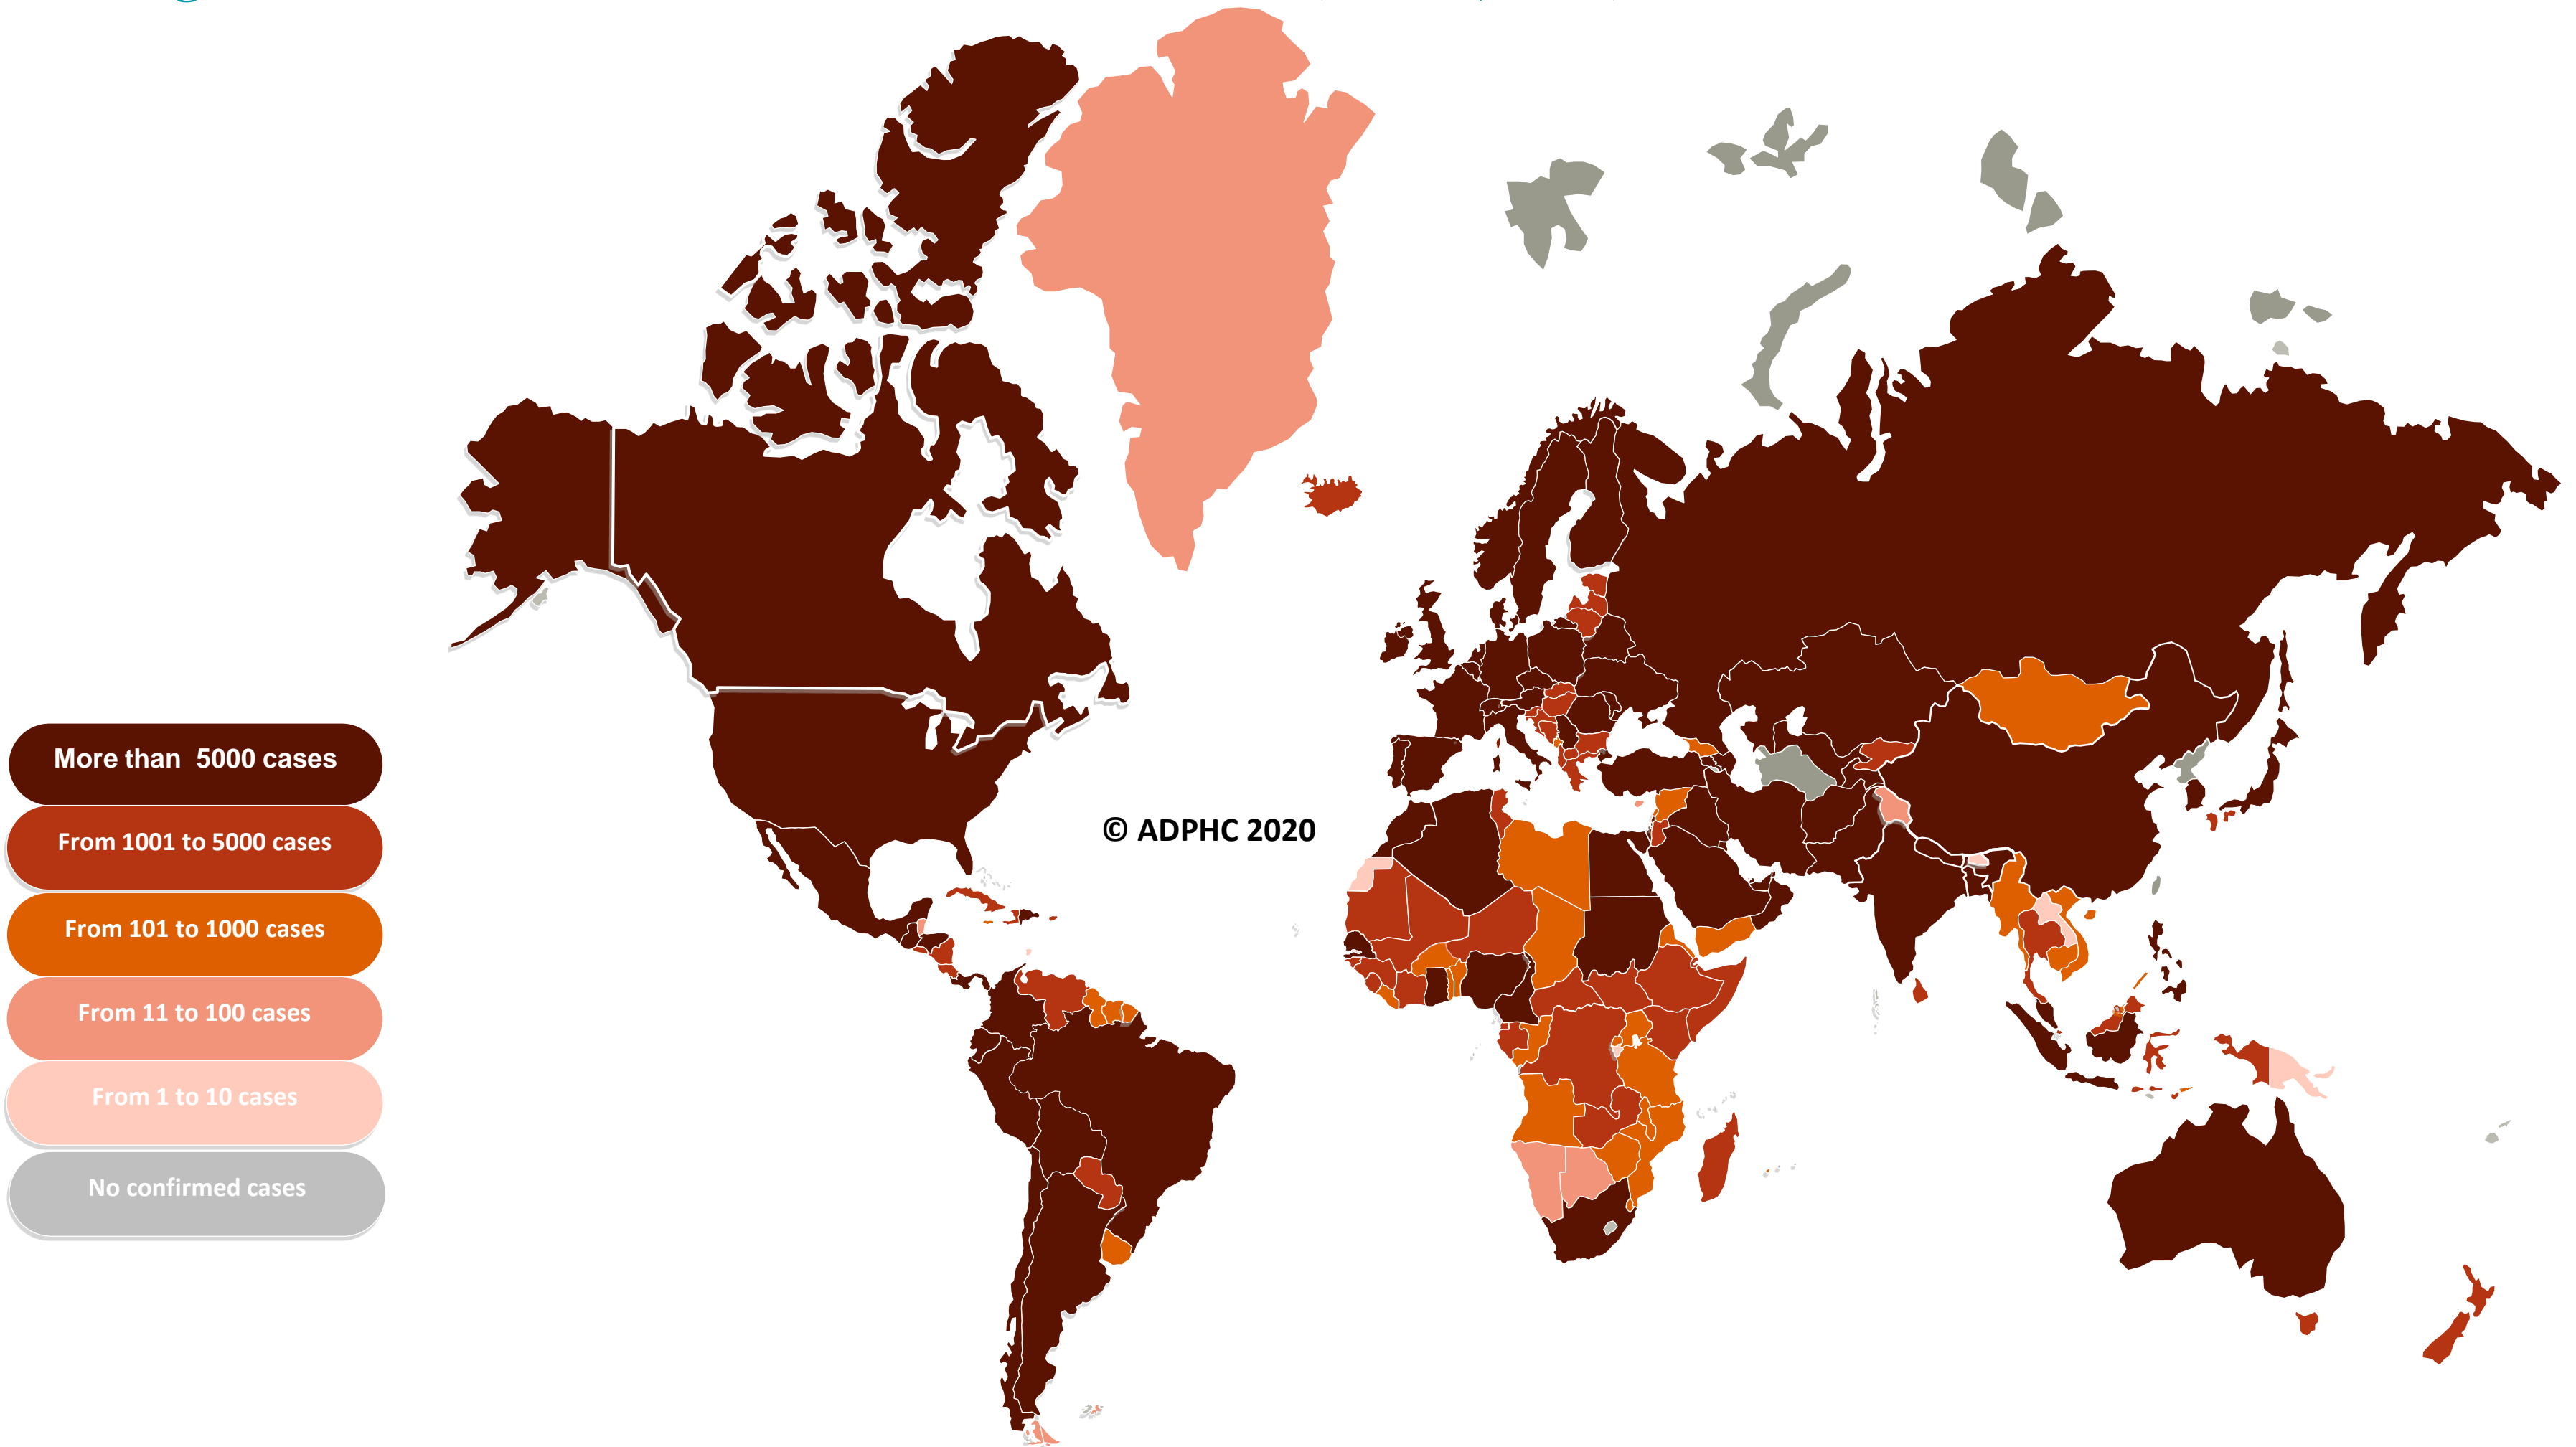 More than  5000 cases
From 1001 to 5000 cases
© ADPHC 2020
From 101 to 1000 cases
From 11 to 100 cases
From 1 to 10 cases
No confirmed cases